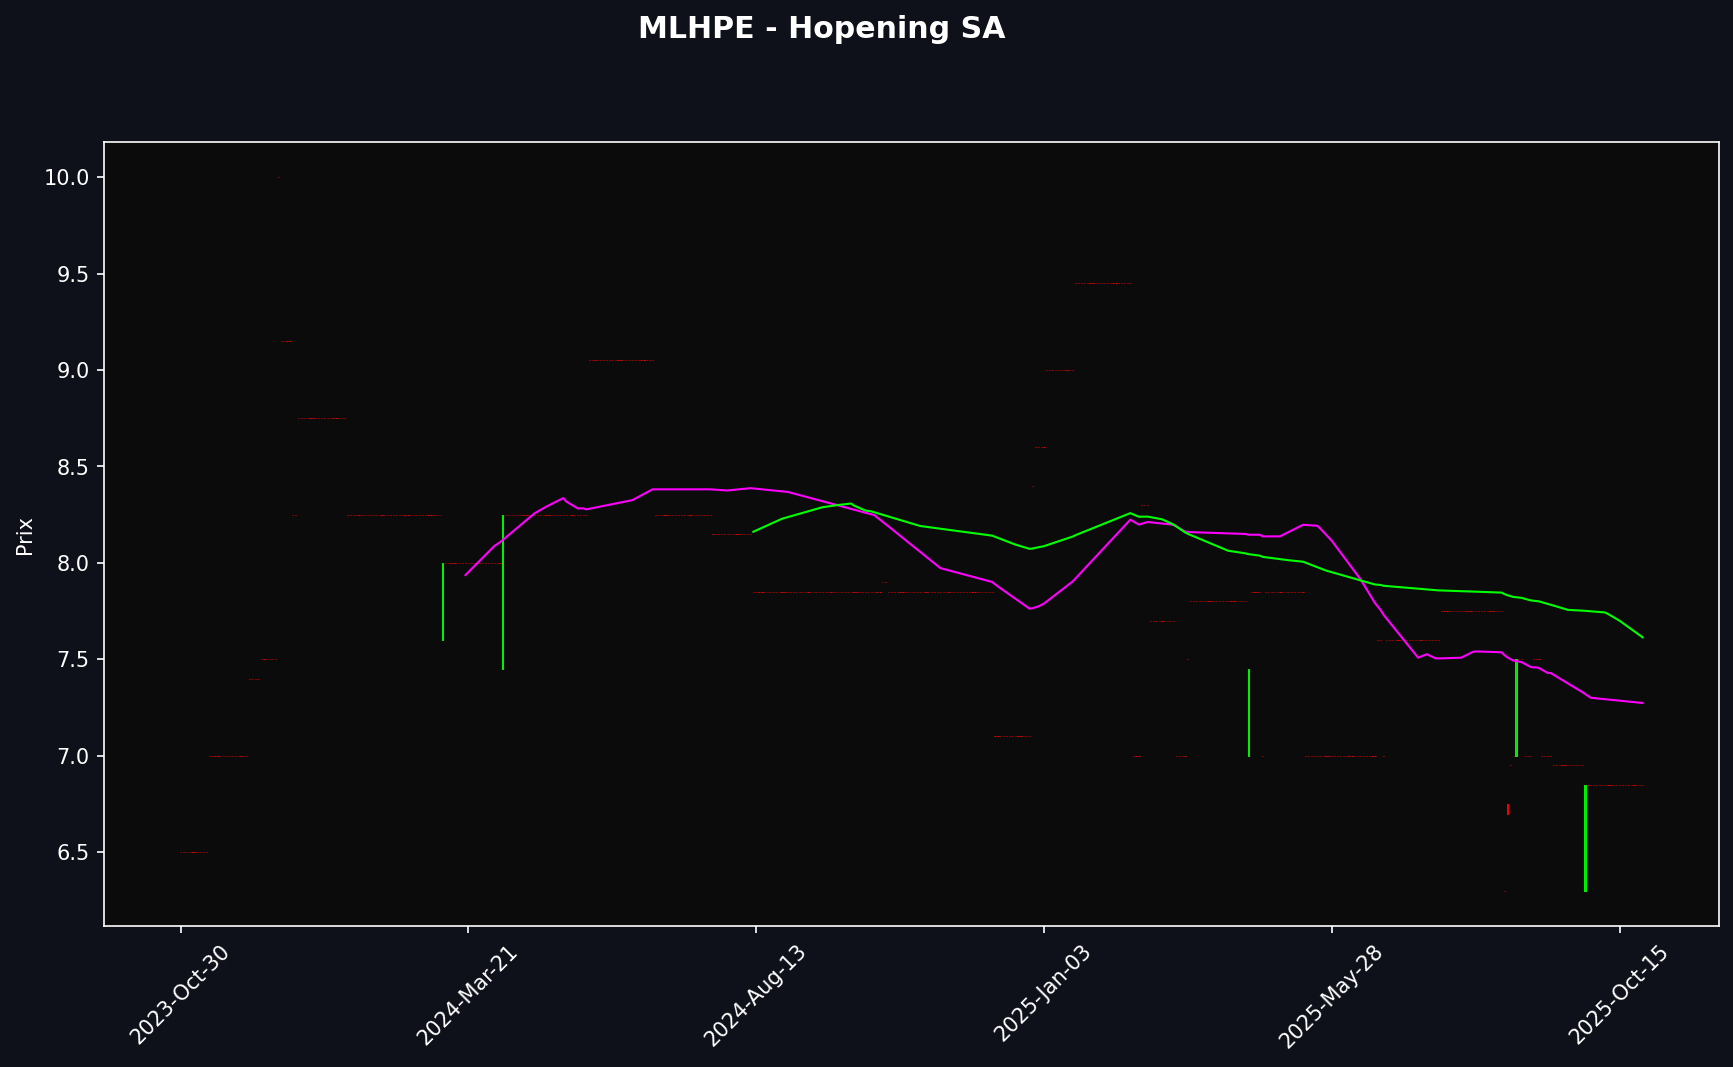 MLHPE - Hopening SA
Prix
10.0
9.5
9.0
8.5
8.0
7.5
7.0
6.5
2023-Oct-30
2024-Mar-21
2024-Aug-13
2025-Jan-03
2025-May-28
2025-Oct-15